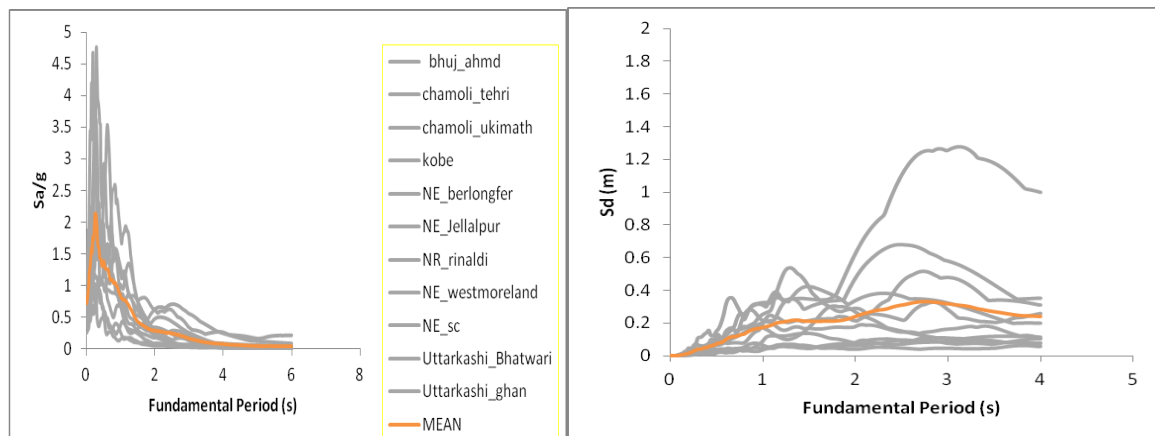 5
4.5
4
3.5
3
2.5
2
1.5
1
0.5
0
Sa/g
0 2 4 6 8
Fundamental Period (s)
bhuj_ahmd
chamoli_tehri
chamoli_ukimath
kobe
NE_berlongfer
NE_Jellalpur
NR_rinaldi
NE_westmoreland
NE_sc
Uttarkashi_Bhatwari
Uttarkashi_ghan
MEAN
2
1.8
1.6
1.4
1.2
1
0.8
0.6
0.4
0.2
0
Sd (m)
0 1 2 3 4 5
Fundamental Period (s)